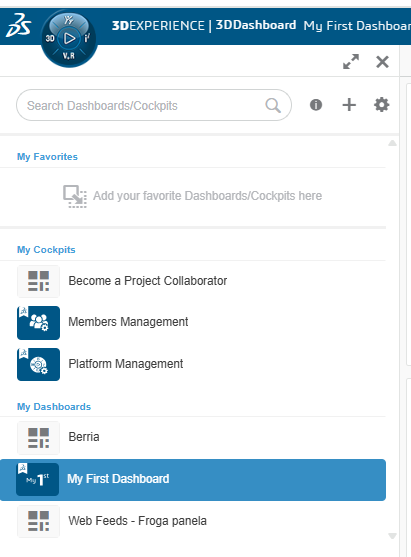 3DEXPERIENCE | 3DDashboard My First Dashboar
3D
V.R
Search Dashboards/Cockpits
My Favorites
Add your favorite Dashboards/Cockpits here
My Cockpits
Become a Project Collaborator
Members Management
Platform Management
My Dashboards
Berria
My 1st My First Dashboard
Web Feeds - Froga panela